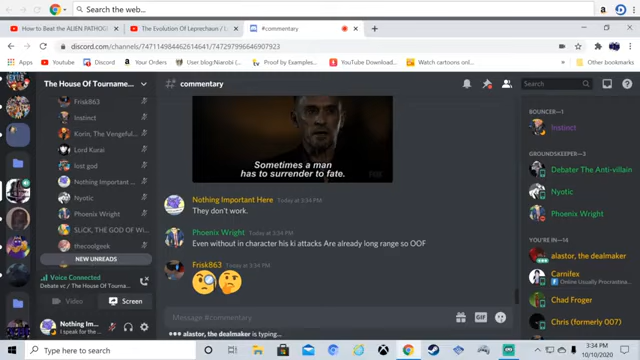 Search the web.
How to Beat the ALIEN PATHOG
The Evolution Of Leprechaun /
#commentary
discord.com/channels/747114984462614641/747297996646907923
YouTube
Discord
Your Orders
User blog:Nairobi (
Proof by Examples...
YouTube Download...
Watch cartoons onl...
Other bookmarks
The House Of Tourname...
# commentary
Search
Frisk863
Instinct
Korin, The Vengeful
Lord Kurai
lost god
Nothing Important ...
Nyotic
Phoenix Wright
SLiCK, THE GOD OF WI
thecoolgeek
NEW UNREADS
Voice Connected
Debate vc / The House Of Tourna...
Video
Screen
Nothing Im...
I speak for the...
Sometimes a man
has to surrender to fate.
FOX
Nothing Important Here Today at 3:34 PM
They don't work.
Phoenix Wright Today at 3:34 PM
Even without in character his ki attacks Are already long range so OOF
Frisk863 Today at 3:34 PM
Message #commentary
GIF
alastor, the dealmaker is typing...
BOUNCER—1
Instinct
GROUNDSKEEPER—3
Debater The Anti-villain
Nyotic
Phoenix Wright
YOU'RE IN—14
alastor, the dealmaker
Carnifex
Online Usually Procrastina...
Chad Froger
Chris (formerly 007)
Type here to search
3:34 PM
10/10/2020